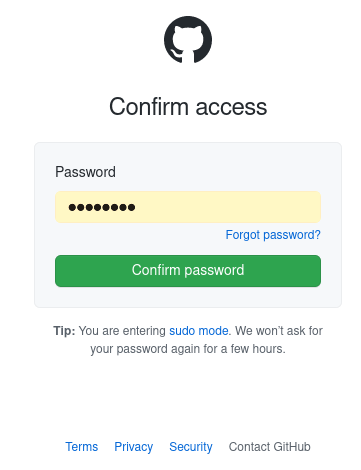 Confirm access
Password
●●●●●●●●
Forgot password?
Confirm password
Tip: You are entering sudo mode. We won't ask for
your password again for a few hours.
Terms Privacy Security Contact GitHub